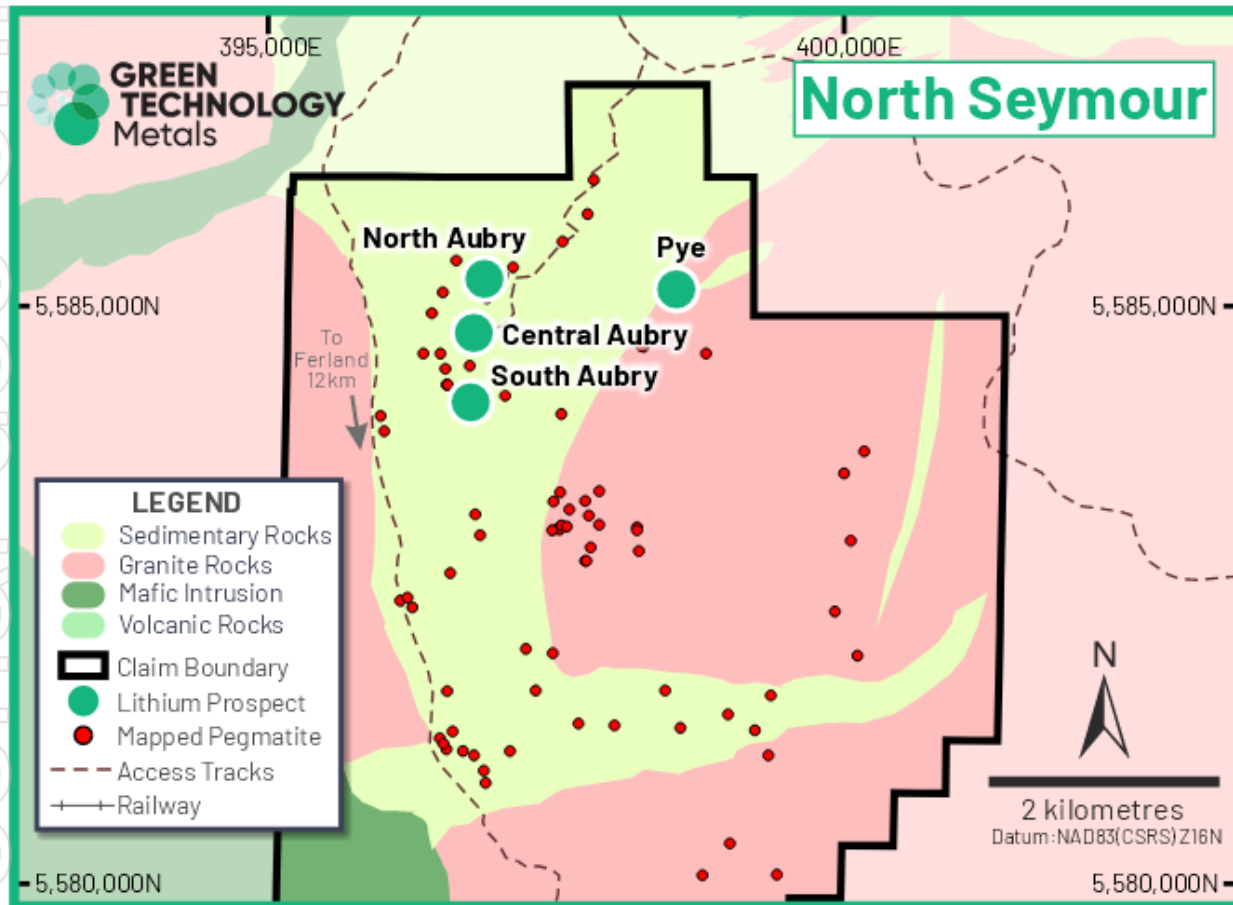 395,000E
400,000E
GREEN
TECHNOLOGY
Metals
North Seymour
North Aubry
Pye
5,585,000N
5,585,000N
Central Aubry
To
Ferland
12km
South Aubry
LEGEND
Sedimentary Rocks
Granite Rocks
Mafic Intrusion
Volcanic Rocks
Claim Boundary
Lithium Prospect
Mapped Pegmatite
Access Tracks
Railway
N
2 kilometres
Datum:NAD83(CSRS)Z16N
5,580,000N
5,580,000N